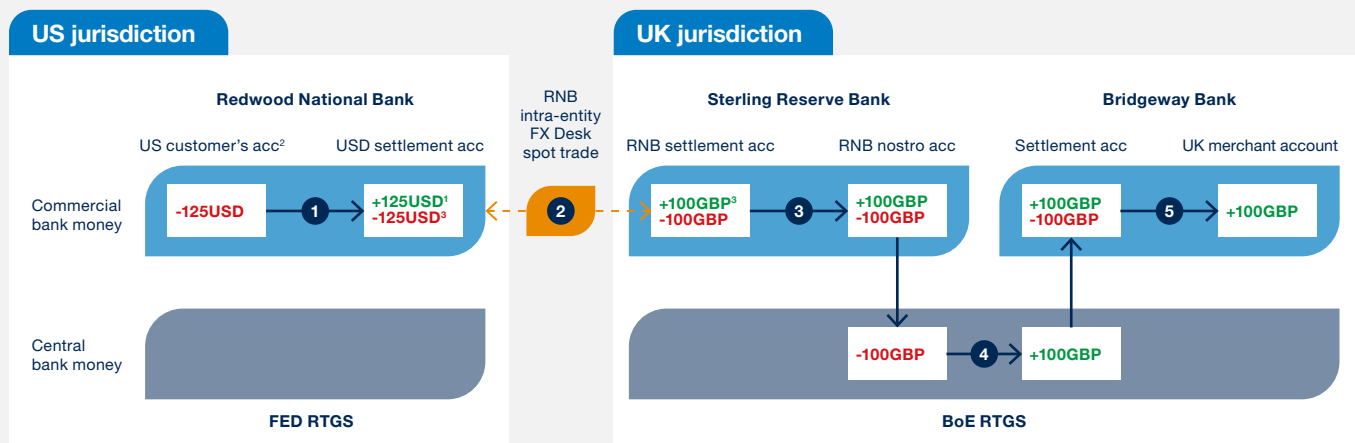 US jurisdiction
UK jurisdiction
Redwood National Bank
RNB
intra-entity
FX Desk
spot trade
Sterling Reserve Bank
Bridgeway Bank
US customer's acc²
USD settlement acc
RNB settlement acc
RNB nostro acc
Settlement acc
UK merchant account
Commercial
bank money
-125USD
1
+125USD¹
-125USD³
2
+100GBP³
-100GBP
3
+100GBP
-100GBP
+100GBP
-100GBP
5
+100GBP
Central
bank money
-100GBP
4
+100GBP
FED RTGS
BoE RTGS